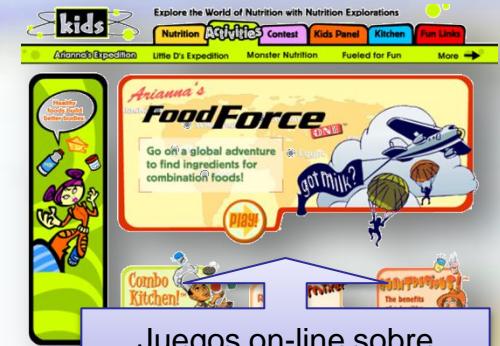 Explore the World of Nutrition with Nutrition Explorations
kids
Nutrition Activities Contest Kids Panel Kitchen Fun Links
Arianna's Expedition Little D's Expedition Monster Nutrition Fueled for Fun More
Healthy
foods build
better bodies
Arianna's
FoodForce
ONE
Go on a global adventure
to find ingredients for
combination foods!
got milk?
Play!
Combo
Kitchen!
The benefits
Juegos on-line sobre